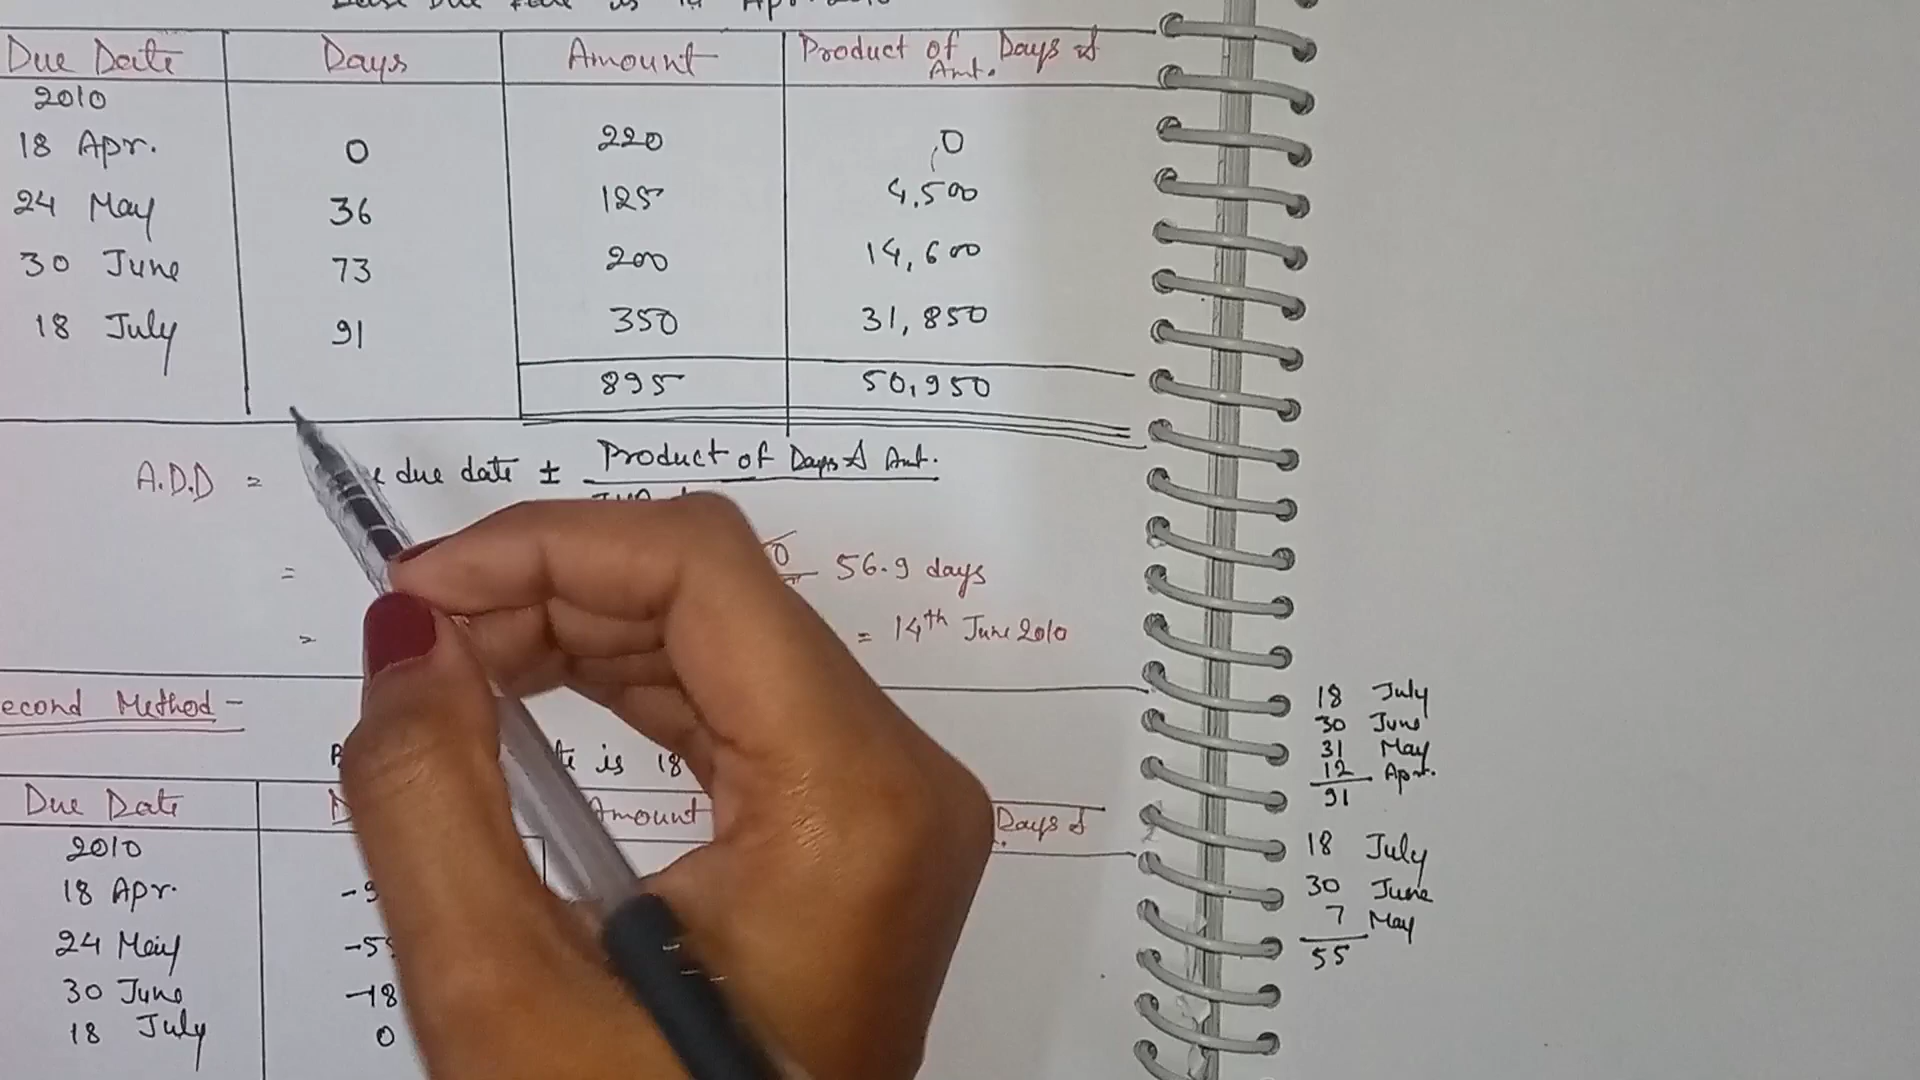 Due Date Days Amount Product of Days &
Amt.
2010
18 Apr. 0 220 0
24 May 36 125 4,500
30 June 73 200 14,600
18 July 91 350 31,850
895 50,950
A.D.D = due date ± Product of Days & Amt.
= 56.9 days
= = 14th June 2010
econd Method -
is 18
Due Date Amount Days &
2010
18 Apr.
24 May
30 June -18
18 July 0
18 July
30 June
31 May
12 Apr.
91
18 July
30 June
7 May
55